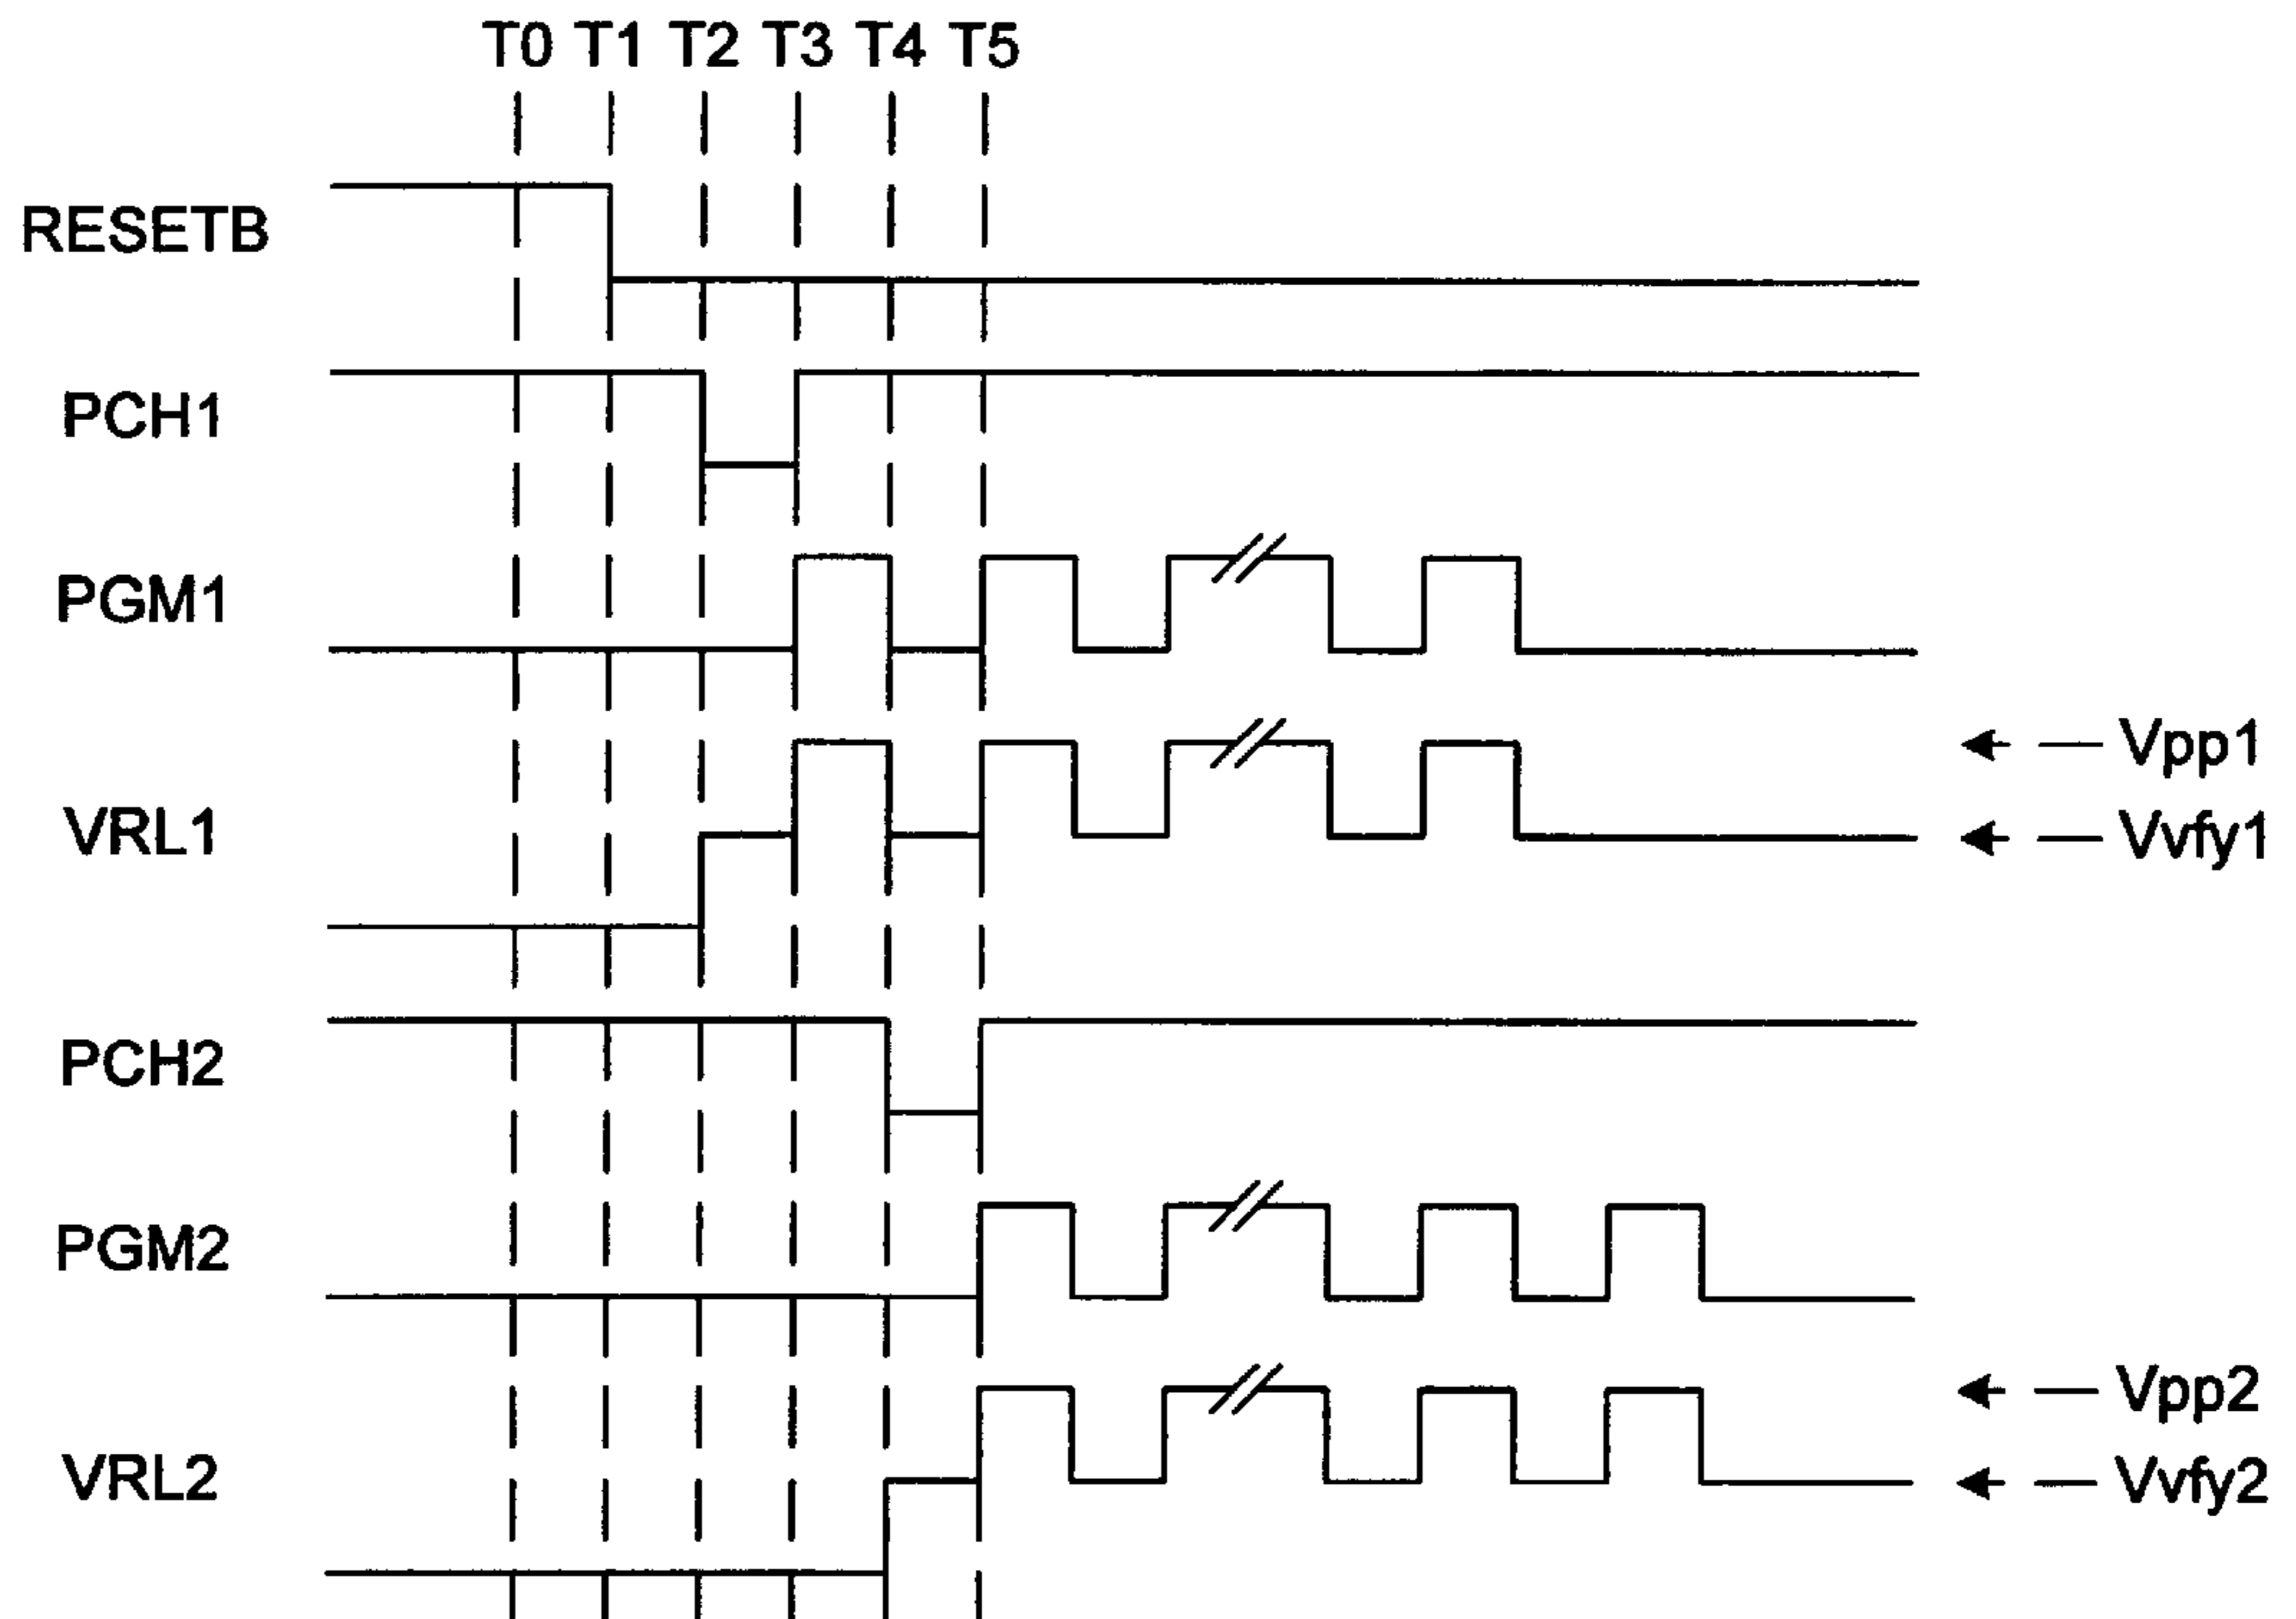 T0 T1 T2 T3 T4 T5
RESETB
PCH1
PGM1
Vpp1
VRL1
Vvfy1
PCH2
PGM2
Vpp2
VRL2
Vvfy2